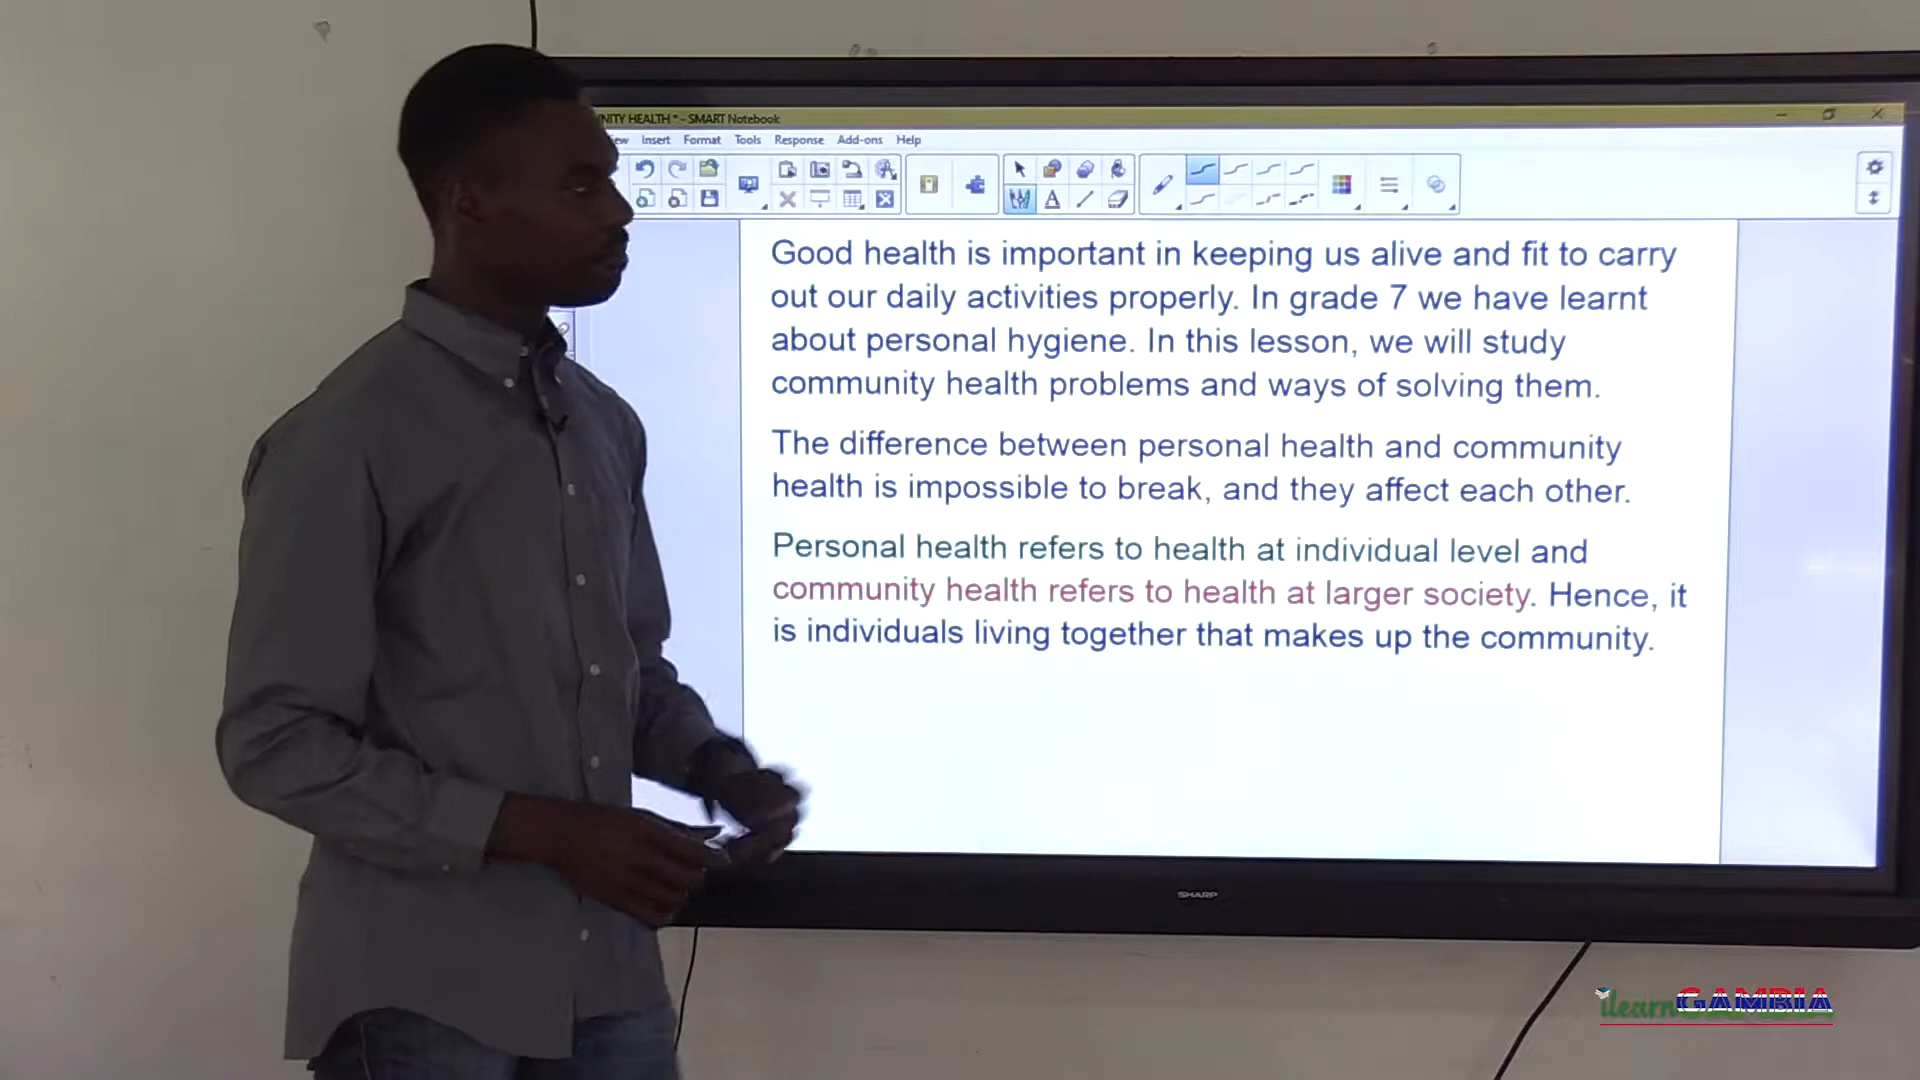 NITY HEALTH * - SMART Notebook
Insert Format Tools Response Add-ons Help
Good health is important in keeping us alive and fit to carry
out our daily activities properly. In grade 7 we have learnt
about personal hygiene. In this lesson, we will study
community health problems and ways of solving them.
The difference between personal health and community
health is impossible to break, and they affect each other.
Personal health refers to health at individual level and
community health refers to health at larger society. Hence, it
is individuals living together that makes up the community.
SHARP
ilearnGAMBIA